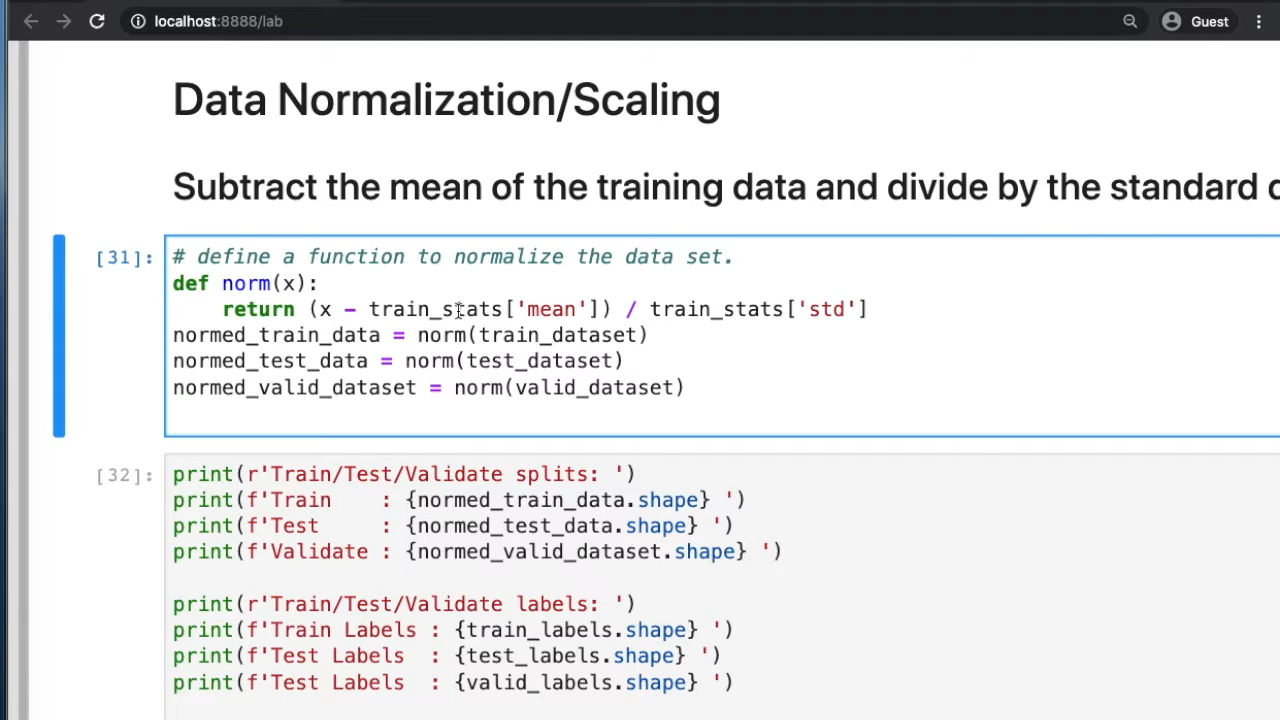 localhost:8888/lab
Guest
Data Normalization/Scaling
Subtract the mean of the training data and divide by the standard
[31]:
# define a function to normalize the data set.
def norm(x):
    return (x - train_stats['mean']) / train_stats['std']
normed_train_data = norm(train_dataset)
normed_test_data = norm(test_dataset)
normed_valid_dataset = norm(valid_dataset)
[32]:
print(r'Train/Test/Validate splits: ')
print(f'Train    : {normed_train_data.shape} ')
print(f'Test     : {normed_test_data.shape} ')
print(f'Validate : {normed_valid_dataset.shape} ')
print(r'Train/Test/Validate labels: ')
print(f'Train Labels : {train_labels.shape} ')
print(f'Test Labels  : {test_labels.shape} ')
print(f'Test Labels  : {valid_labels.shape} ')